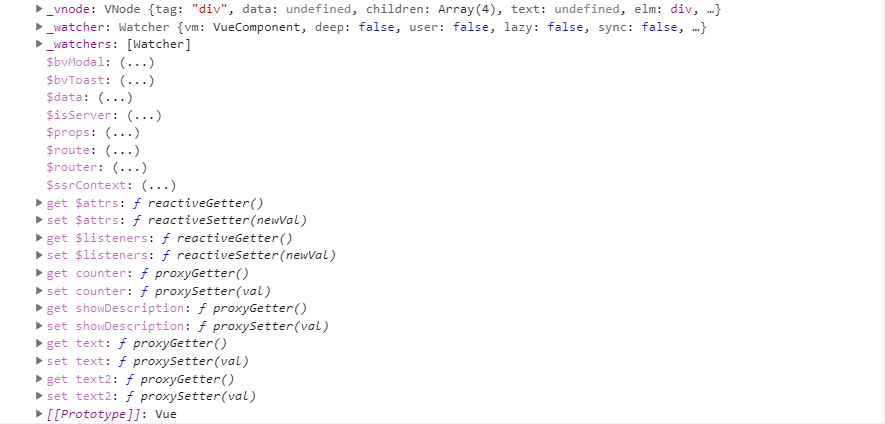 _vnode: VNode {tag: "div", data: undefined, children: Array(4), text: undefined, elm: div, …}
_watcher: Watcher {vm: VueComponent, deep: false, user: false, lazy: false, sync: false, …}
_watchers: [Watcher]
$bvModal: (...)
$bvToast: (...)
$data: (...)
$isServer: (...)
$props: (...)
$route: (...)
$router: (...)
$ssrContext: (...)
get $attrs: ƒ reactiveGetter()
set $attrs: ƒ reactiveSetter(newVal)
get $listeners: ƒ reactiveGetter()
set $listeners: ƒ reactiveSetter(newVal)
get counter: ƒ proxyGetter()
set counter: ƒ proxySetter(val)
get showDescription: ƒ proxyGetter()
set showDescription: ƒ proxySetter(val)
get text: ƒ proxyGetter()
set text: ƒ proxySetter(val)
get text2: ƒ proxyGetter()
set text2: ƒ proxySetter(val)
[[Prototype]]: Vue